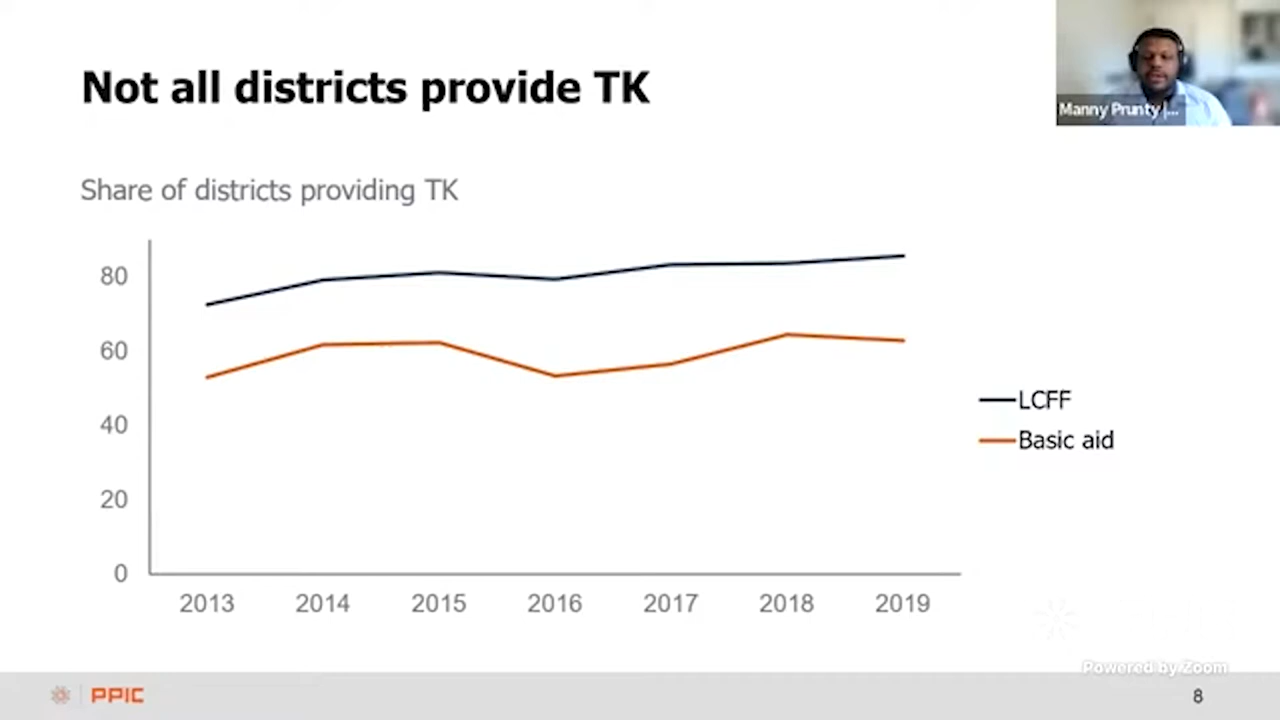 Not all districts provide TK
Manny Prunty |...
Share of districts providing TK
80
60
40
20
0
2013 2014 2015 2016 2017 2018 2019
LCFF
Basic aid
Powered by Zoom
PPIC
8